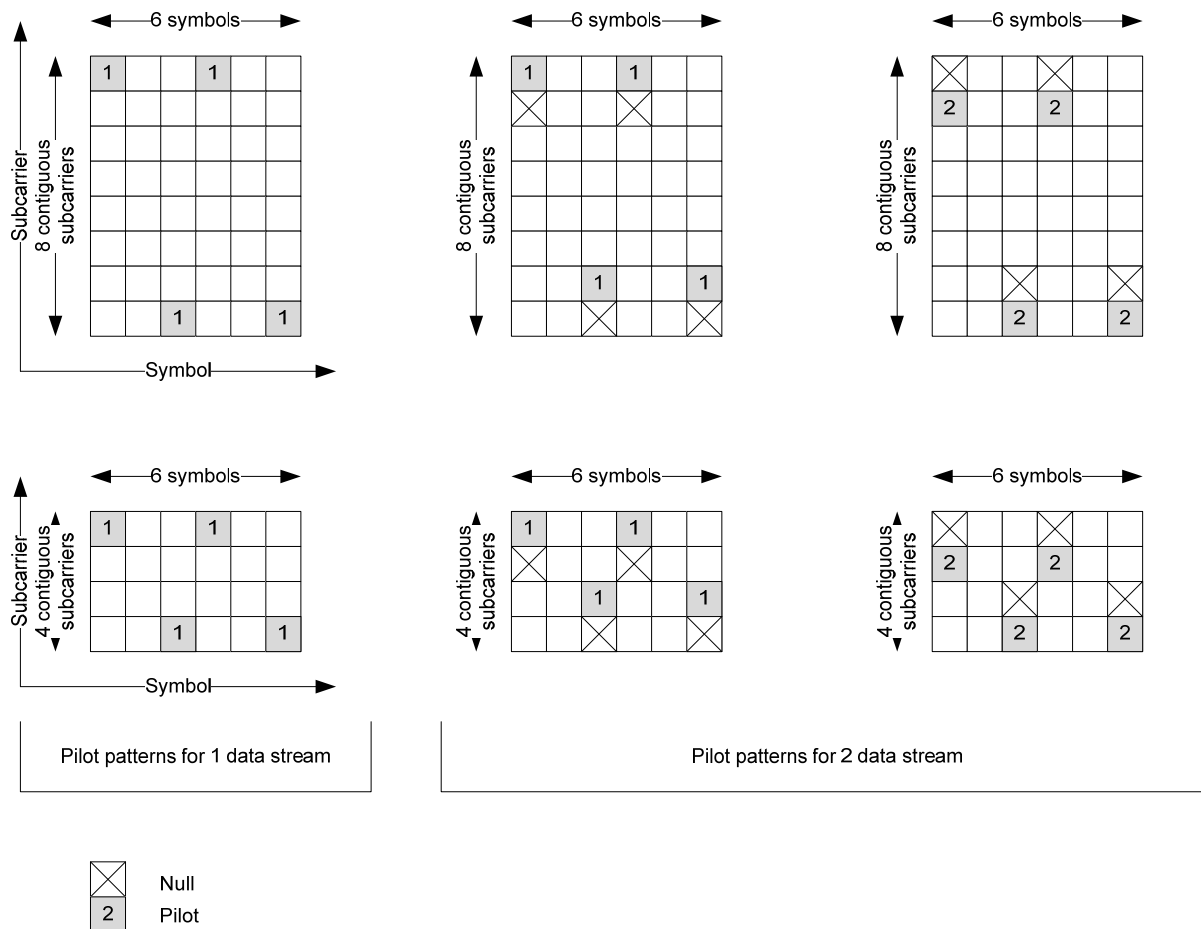 6 symbols
6 symbols
6 symbols
Subcarrier
8 contiguous
subcarriers
1 1
1 1
Symbol
8 contiguous
subcarriers
1 1
1 1
8 contiguous
subcarriers
2 2
2 2
6 symbols
6 symbols
6 symbols
Subcarrier
4 contiguous
subcarriers
1 1
1 1
Symbol
4 contiguous
subcarriers
1 1
1 1
4 contiguous
subcarriers
2 2
2 2
Pilot patterns for 1 data stream
Pilot patterns for 2 data stream
Null
2 Pilot